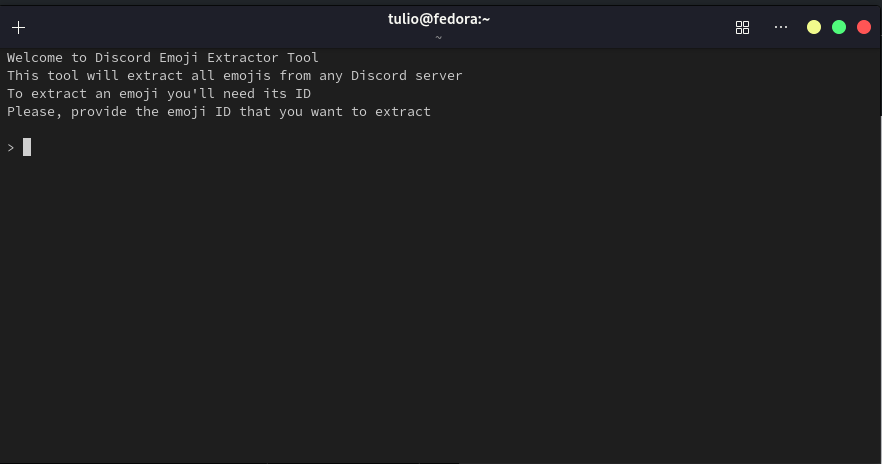 tulio@fedora:~
~
Welcome to Discord Emoji Extractor Tool
This tool will extract all emojis from any Discord server
To extract an emoji you'll need its ID
Please, provide the emoji ID that you want to extract
>